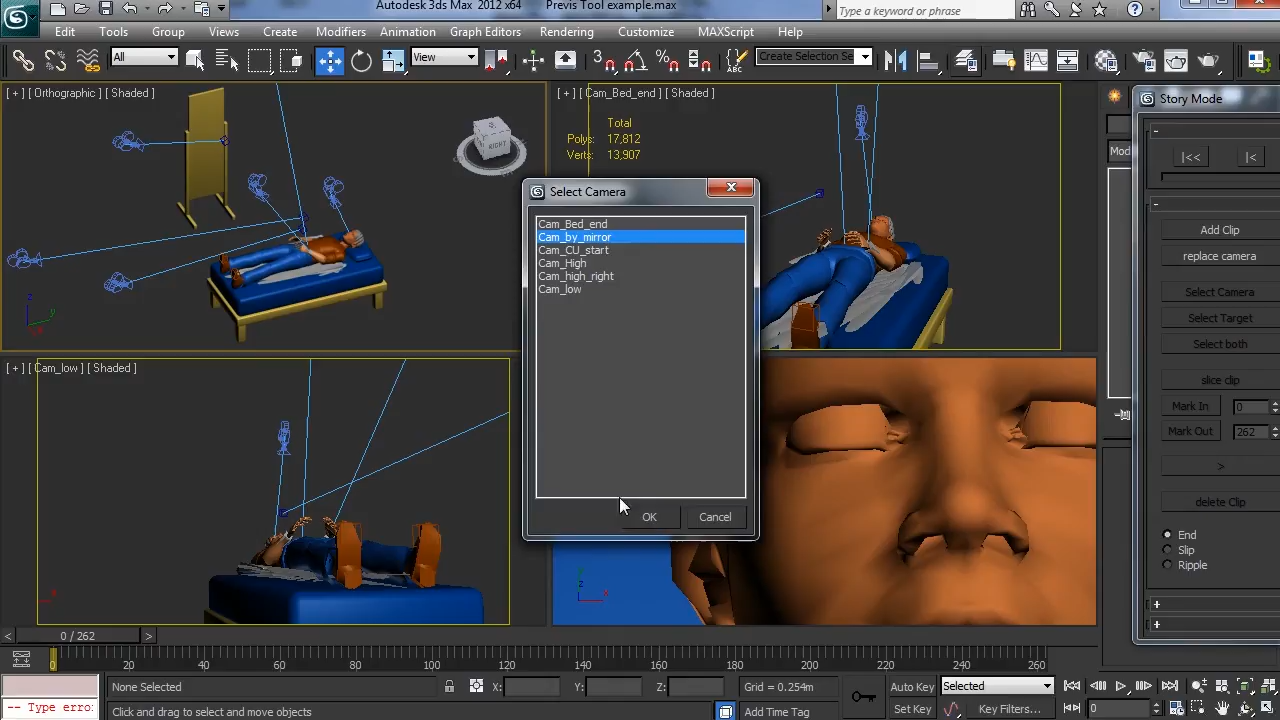 Autodesk 3ds Max 2012 x64 Previs Tool example.max
Type a keyword or phrase
Edit Tools Group Views Create Modifiers Animation Graph Editors Rendering Customize MAXScript Help
All View Create Selection Se
[ + ] [ Orthographic ] [ Shaded ]
[ + ] [ Cam_Bed_end ] [ Shaded ]
Total
Polys: 17,812
Verts: 13,907
RIGHT
Select Camera
Cam_Bed_end
Cam_by_mirror
Cam_CU_start
Cam_High
Cam_high_right
Cam_low
OK Cancel
[ + ] [ Cam_low ] [ Shaded ]
Mod
Story Mode
|<< |<
Add Clip
replace camera
Select Camera
Select Target
Select both
slice clip
Mark In 0
Mark Out 262
>
delete Clip
End
Slip
Ripple
< 0 / 262 >
0 20 40 60 80 100 120 140 160 180 200 220 240 260
None Selected X: Y: Z: Grid = 0.254m Auto Key Selected
-- Type erro: Click and drag to select and move objects Add Time Tag Set Key Key Filters... 0